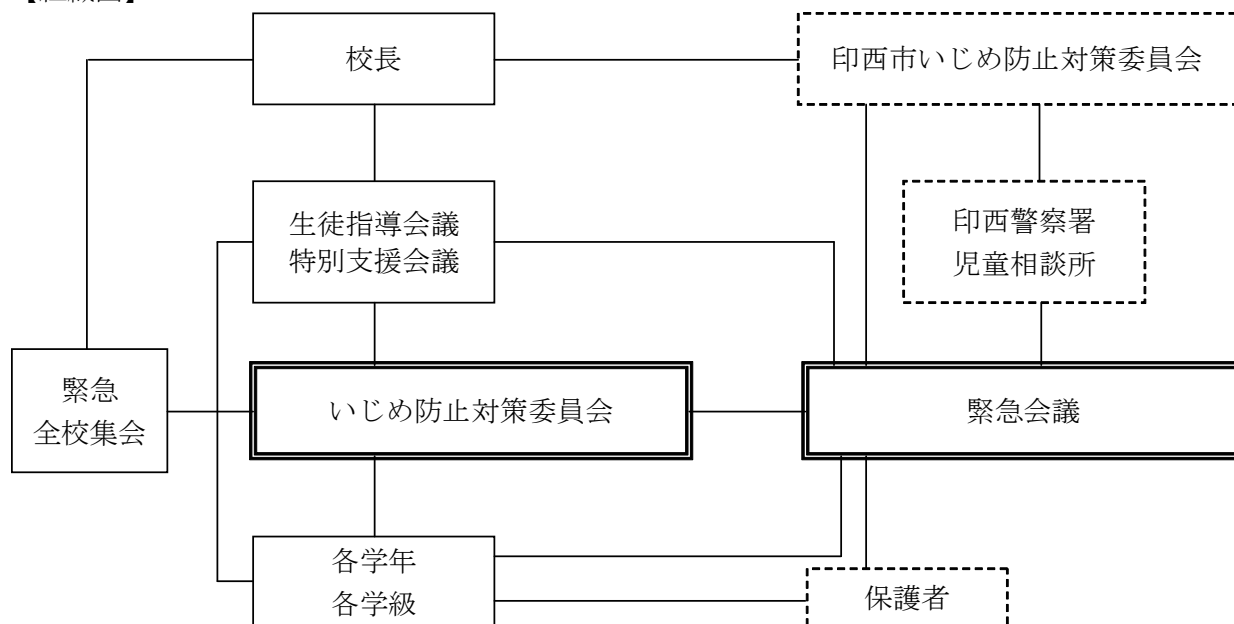 校長
印西市いじめ防止対策委員会
生徒指導会議
特別支援会議
印西警察署
児童相談所
緊急
全校集会
いじめ防止対策委員会
緊急会議
各学年
各学級
保護者